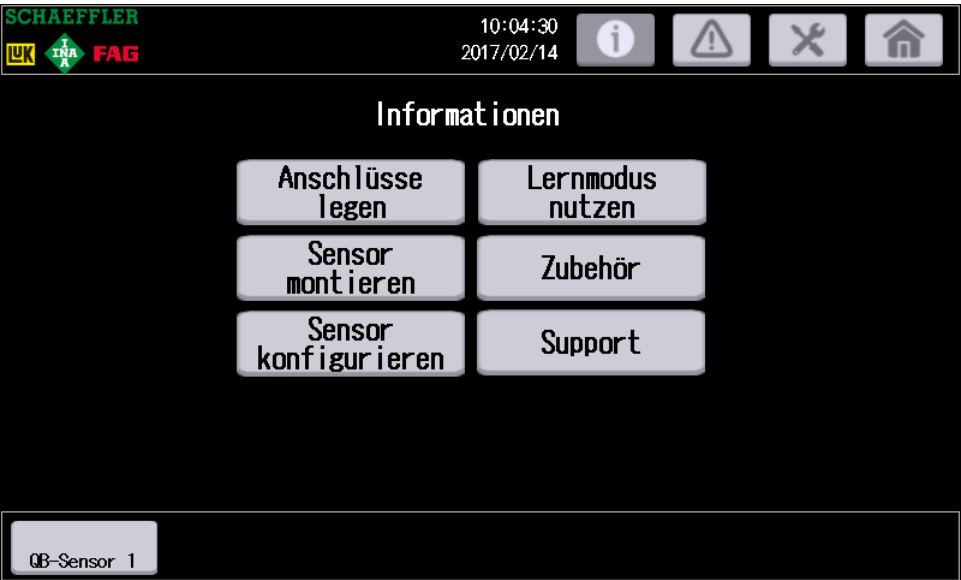 SCHAEFFLER
LUK INA FAG
10:04:30
2017/02/14
Informationen
Anschlüsse
legen
Lernmodus
nutzen
Sensor
montieren
Zubehör
Sensor
konfigurieren
Support
QB-Sensor 1